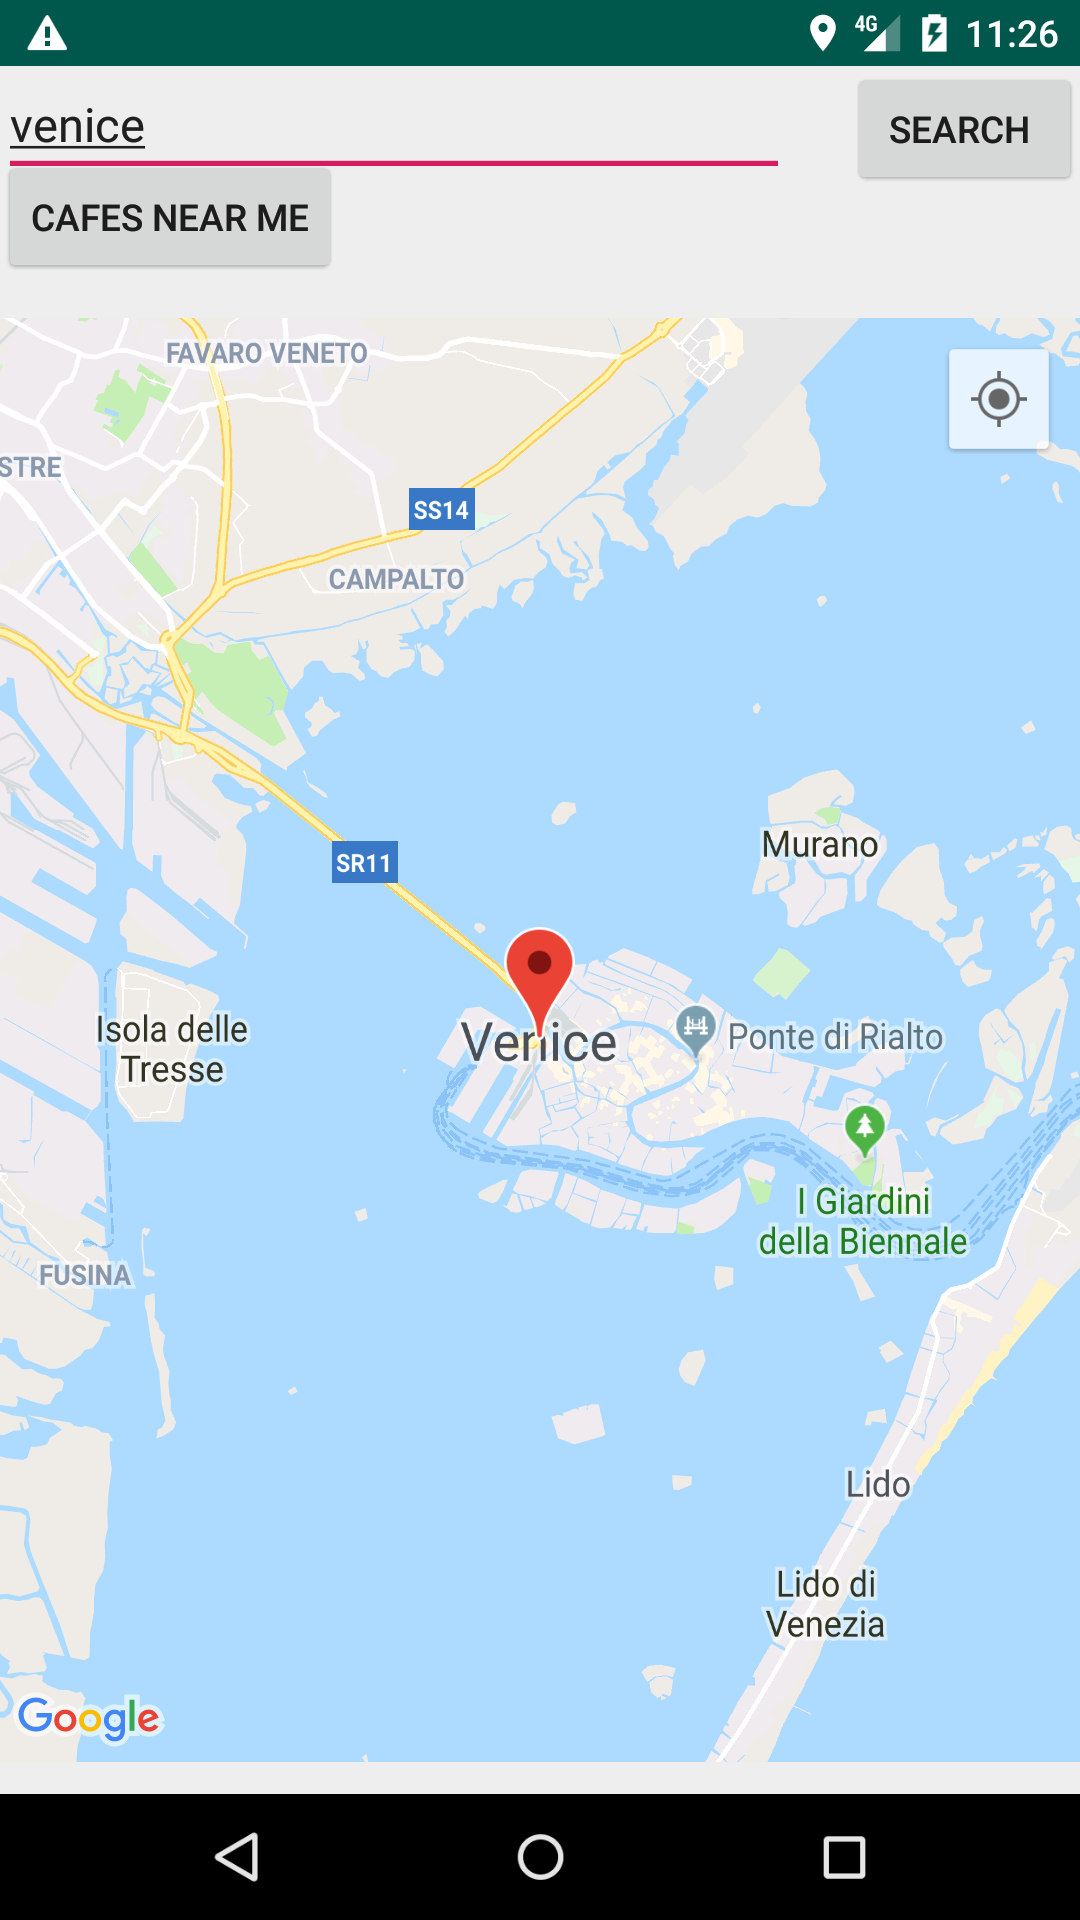 4G 11:26
venice
SEARCH
CAFES NEAR ME
FAVARO VENETO
STRE
SS14
CAMPALTO
SR11
Murano
Isola delle
Tresse
Venice
Ponte di Rialto
I Giardini
della Biennale
FUSINA
Lido
Lido di
Venezia
Google